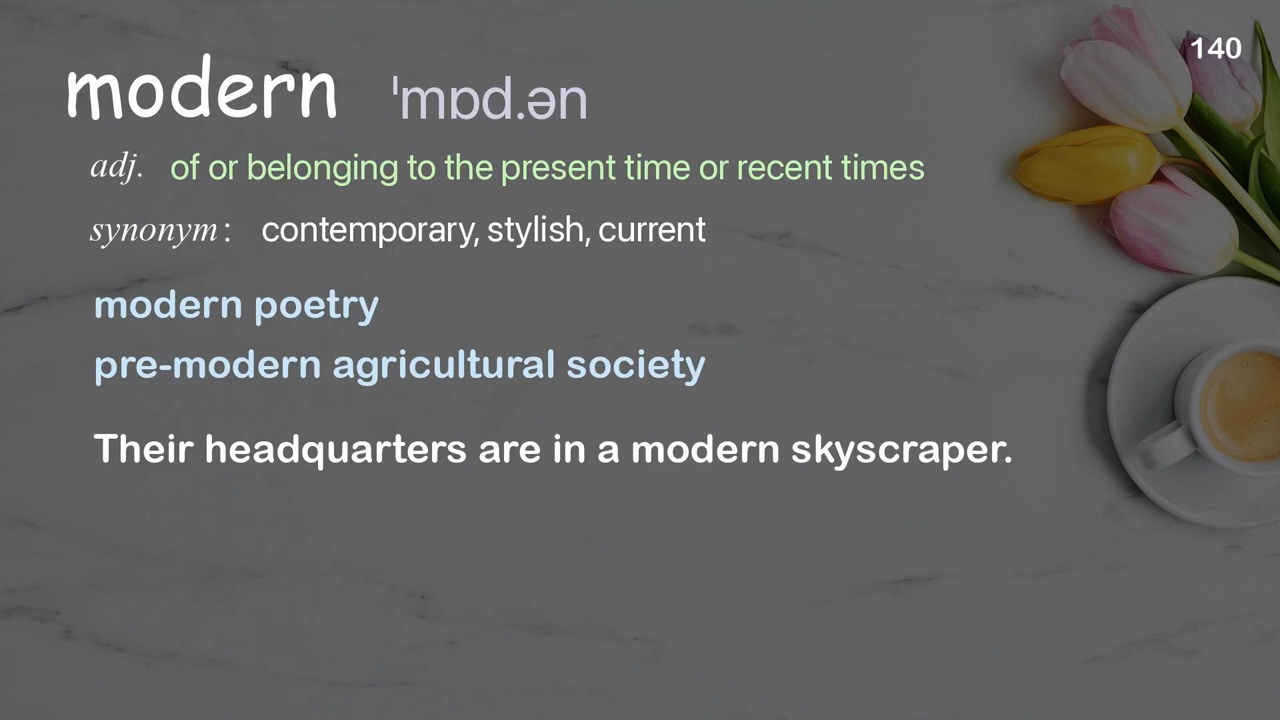 140
modern ˈmɒd.ən
adj. of or belonging to the present time or recent times
synonym : contemporary, stylish, current
modern poetry
pre-modern agricultural society
Their headquarters are in a modern skyscraper.